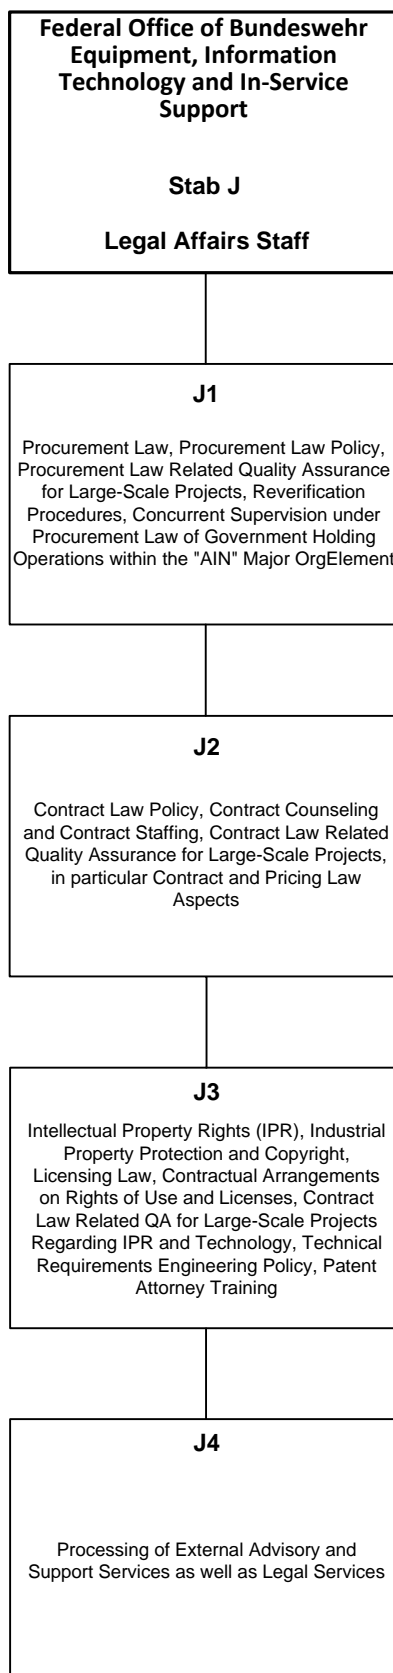 Federal Office of Bundeswehr
Equipment, Information
Technology and In-Service
Support
Stab J
Legal Affairs Staff
J1
Procurement Law, Procurement Law Policy,
Procurement Law Related Quality Assurance
for Large-Scale Projects, Reverification
Procedures, Concurrent Supervision under
Procurement Law of Government Holding
Operations within the "AIN" Major OrgElement
J2
Contract Law Policy, Contract Counseling
and Contract Staffing, Contract Law Related
Quality Assurance for Large-Scale Projects,
in particular Contract and Pricing Law
Aspects
J3
Intellectual Property Rights (IPR), Industrial
Property Protection and Copyright,
Licensing Law, Contractual Arrangements
on Rights of Use and Licenses, Contract
Law Related QA for Large-Scale Projects
Regarding IPR and Technology, Technical
Requirements Engineering Policy, Patent
Attorney Training
J4
Processing of External Advisory and
Support Services as well as Legal Services